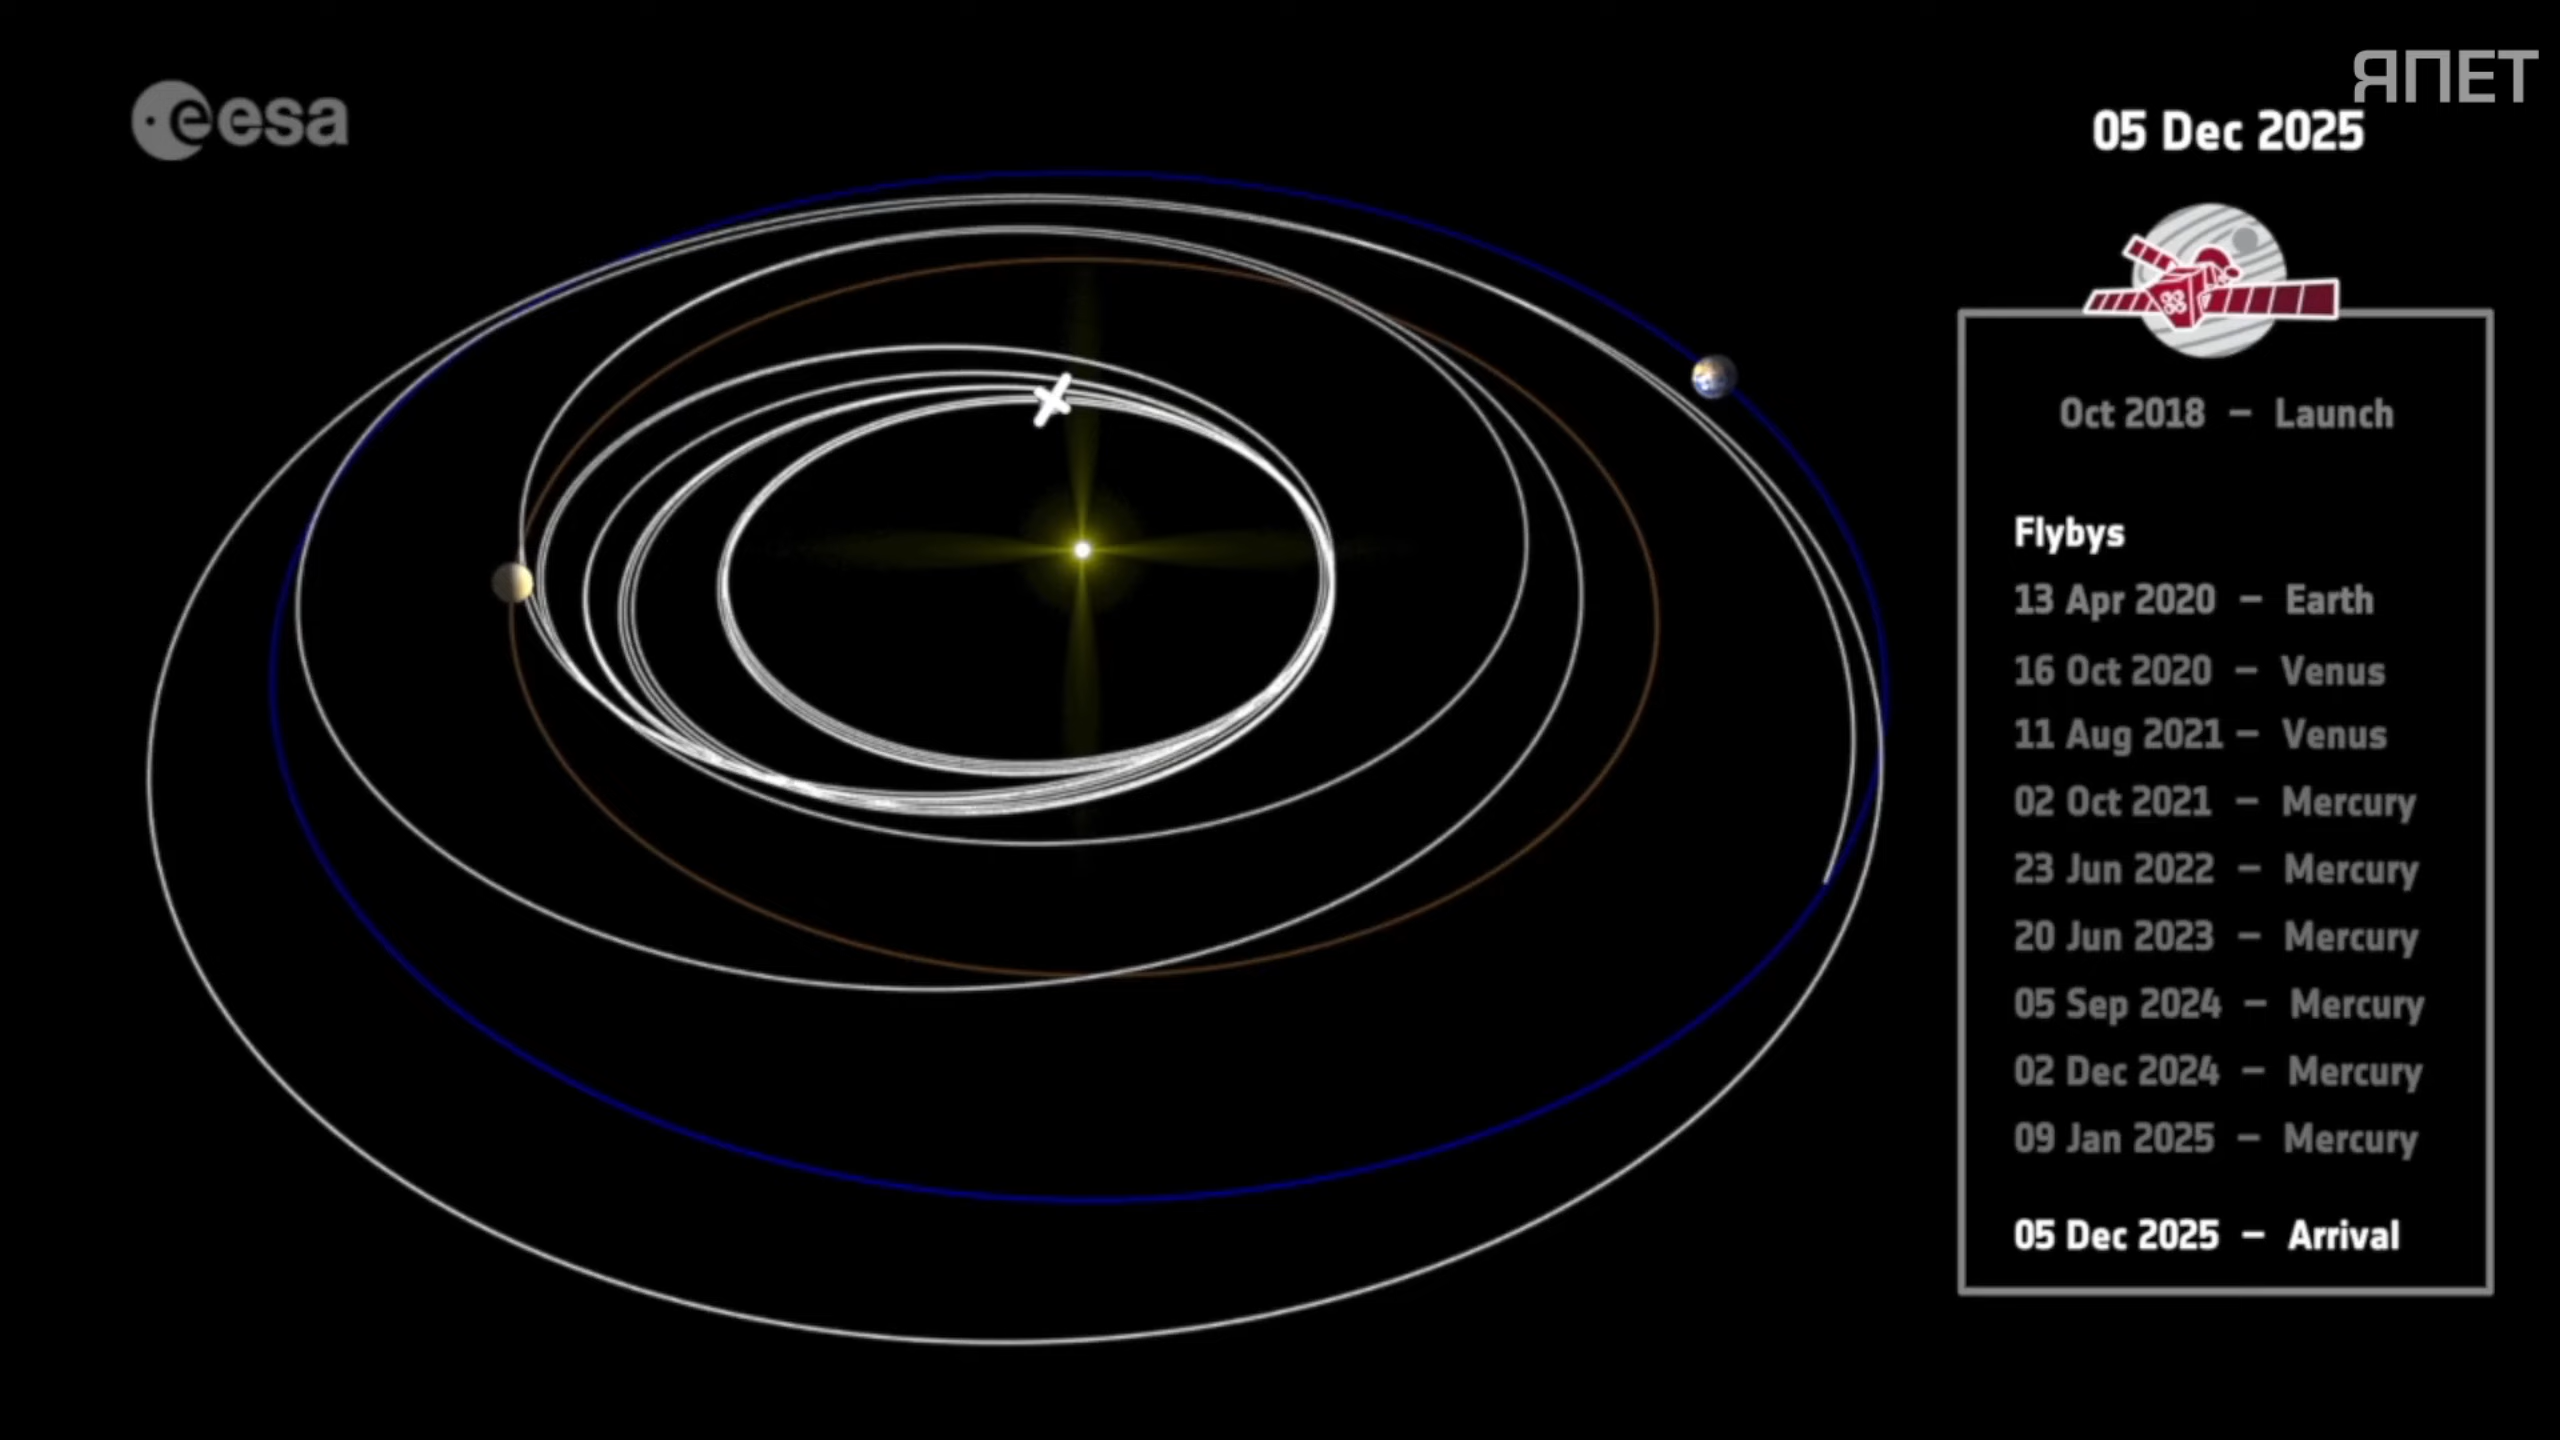 esa
ЯПЕТ
05 Dec 2025
Oct 2018 – Launch
Flybys
13 Apr 2020 – Earth
16 Oct 2020 – Venus
11 Aug 2021 – Venus
02 Oct 2021 – Mercury
23 Jun 2022 – Mercury
20 Jun 2023 – Mercury
05 Sep 2024 – Mercury
02 Dec 2024 – Mercury
09 Jan 2025 – Mercury
05 Dec 2025 – Arrival